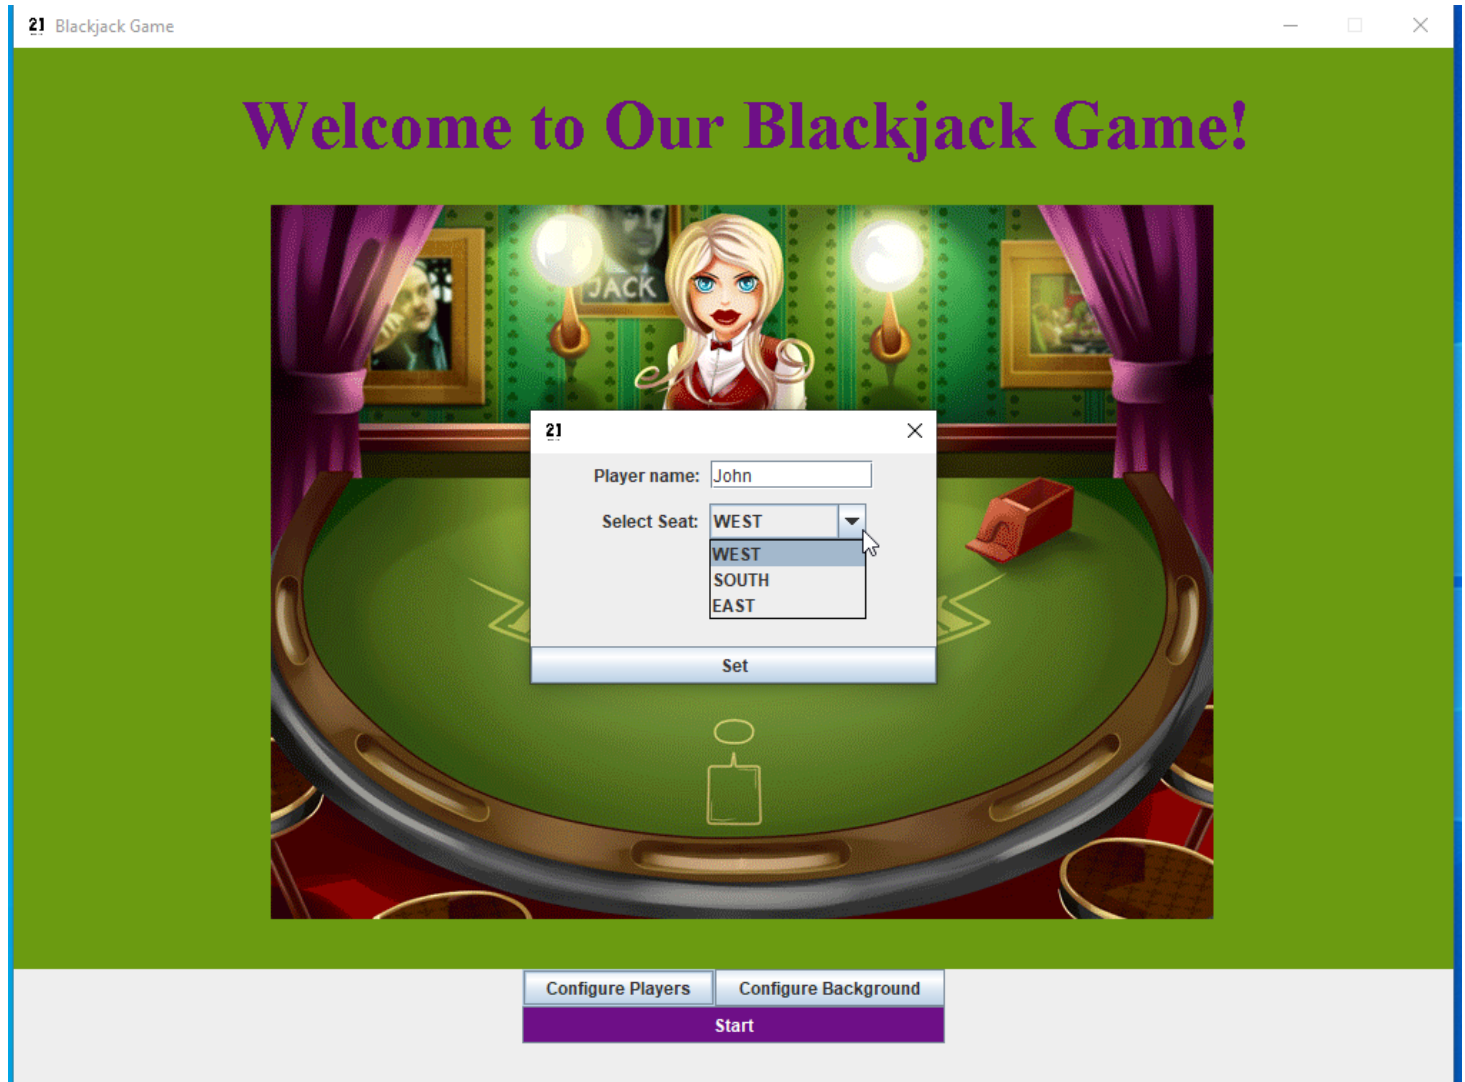 21 Blackjack Game
Welcome to Our Blackjack Game!
JACK
21
Player name: John
Select Seat: WEST
WEST
SOUTH
EAST
Set
Configure Players Configure Background
Start